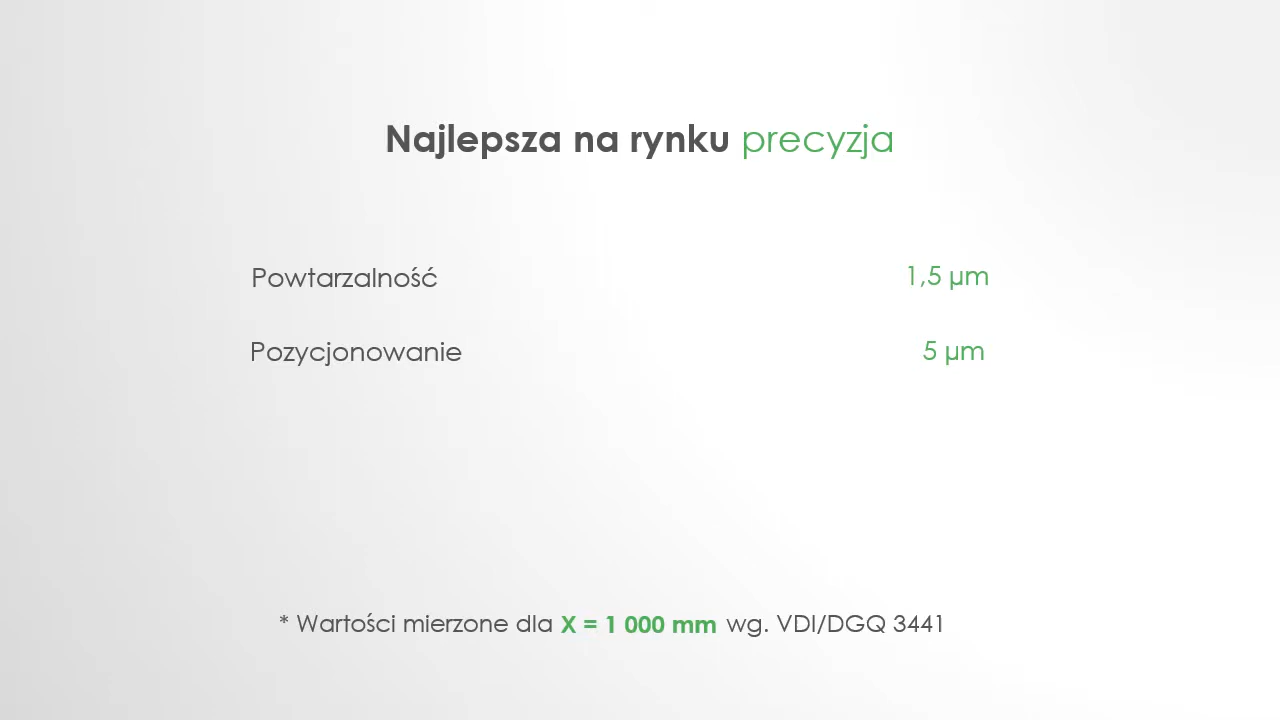 Najlepsza na rynku precyzja
Powtarzalność 1,5 µm
Pozycjonowanie 5 µm
* Wartości mierzone dla X = 1 000 mm wg. VDI/DGQ 3441